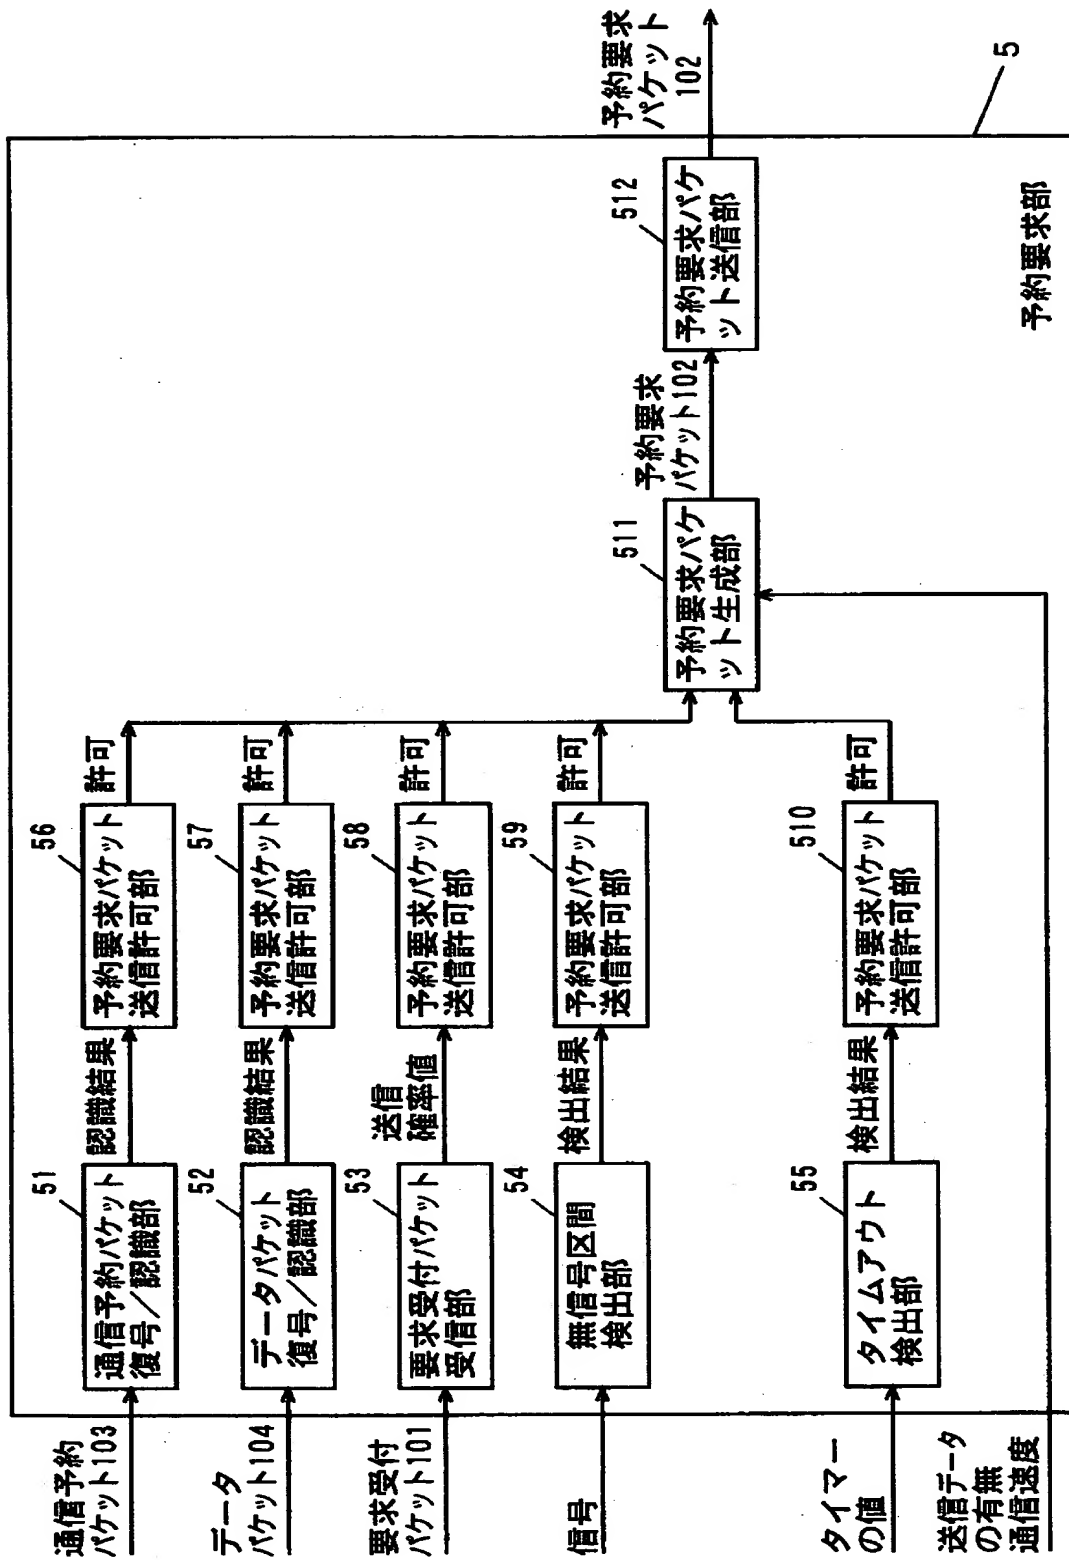 通信予約
パケット103
51
通信予約パケット
復号／認識部
認識結果
56
予約要求パケット
送信許可部
許可
データ
パケット104
52
データパケット
復号／認識部
認識結果
57
予約要求パケット
送信許可部
許可
要求受付
パケット101
53
要求受付パケット
受信部
送信
確率値
58
予約要求パケット
送信許可部
許可
信号
54
無信号区間
検出部
検出結果
59
予約要求パケット
送信許可部
許可
タイマー
の値
55
タイムアウト
検出部
検出結果
510
予約要求パケット
送信許可部
許可
送信データ
の有無
通信速度
511
予約要求パケ
ット生成部
予約要求
パケット102
512
予約要求パケ
ット送信部
予約要求
パケット
102
5
予約要求部